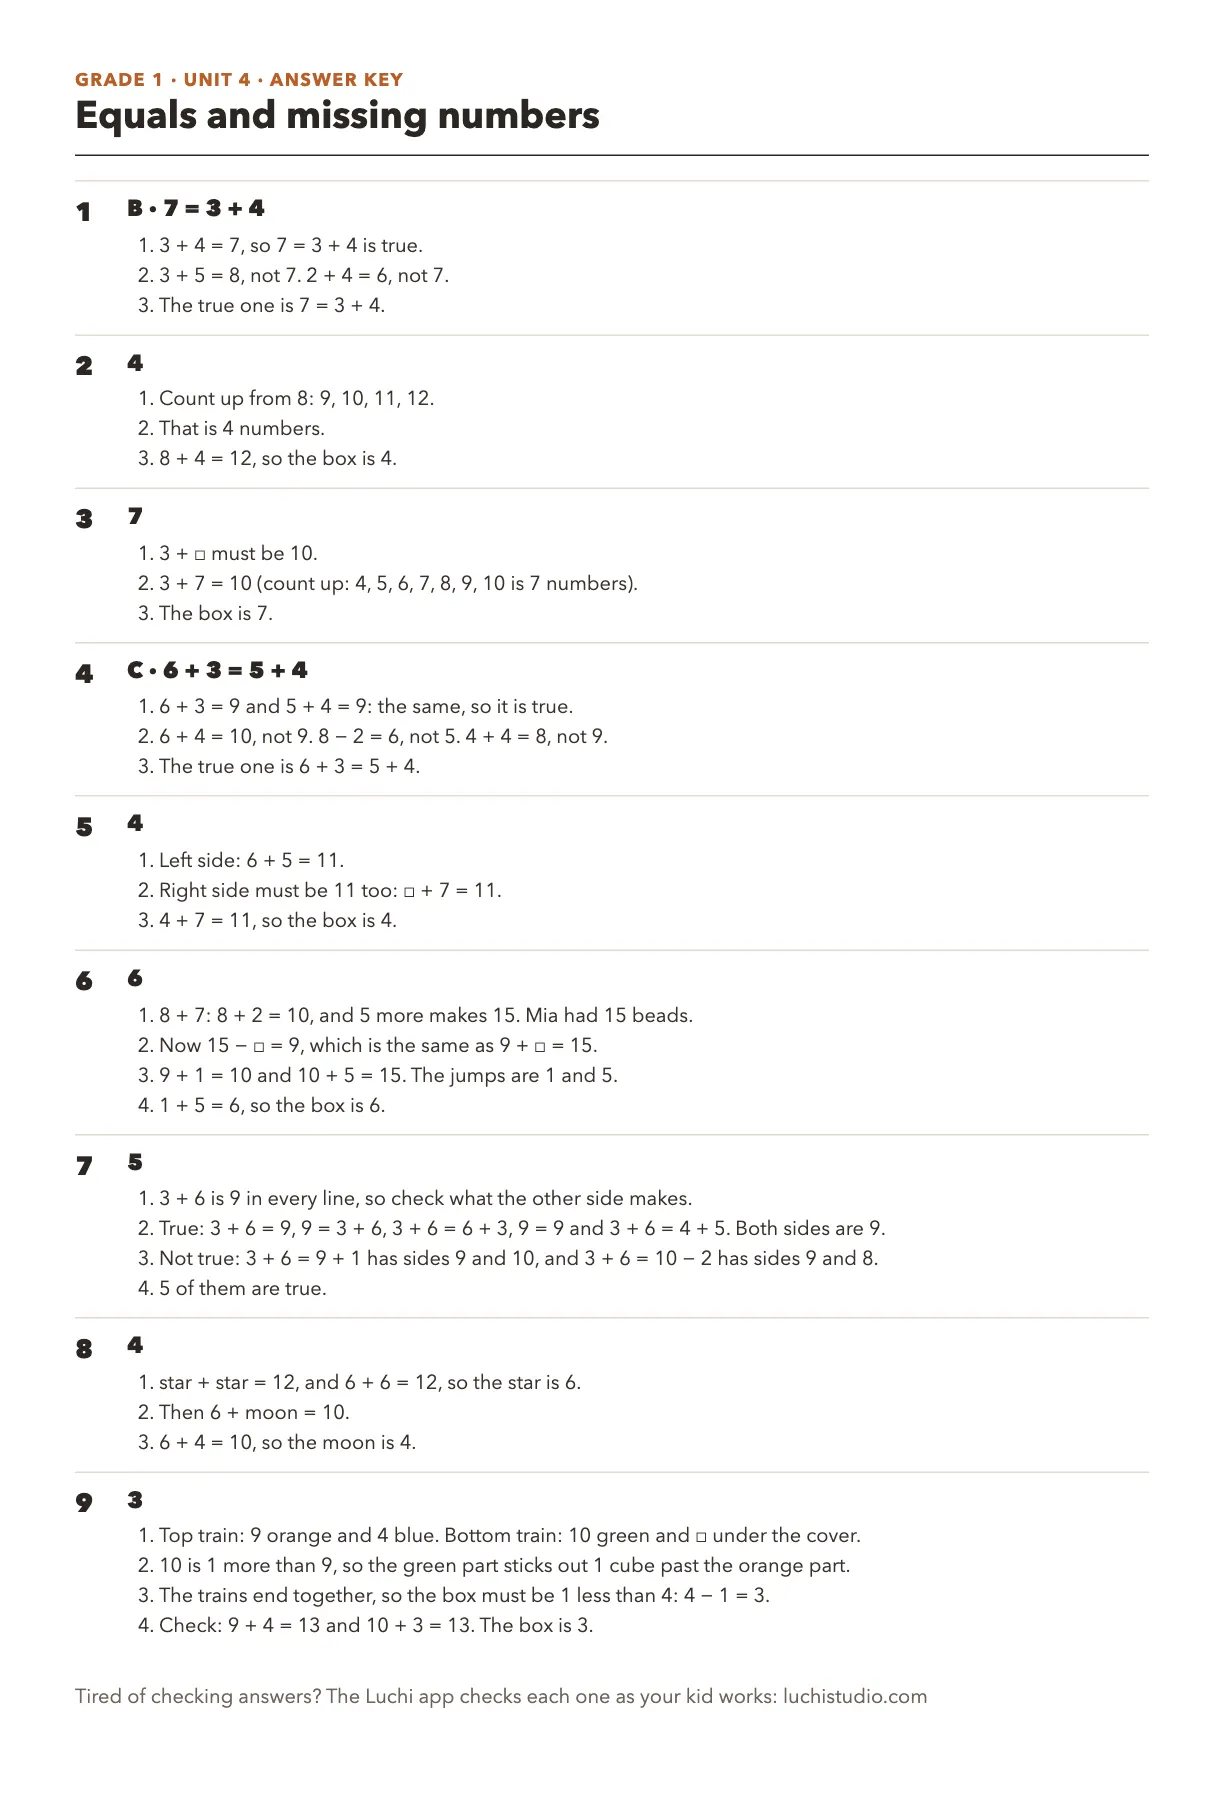 GRADE 1 · UNIT 4 · ANSWER KEY
Equals and missing numbers
1 B · 7 = 3 + 4
1. 3 + 4 = 7, so 7 = 3 + 4 is true.
2. 3 + 5 = 8, not 7. 2 + 4 = 6, not 7.
3. The true one is 7 = 3 + 4.
2 4
1. Count up from 8: 9, 10, 11, 12.
2. That is 4 numbers.
3. 8 + 4 = 12, so the box is 4.
3 7
1. 3 + □ must be 10.
2. 3 + 7 = 10 (count up: 4, 5, 6, 7, 8, 9, 10 is 7 numbers).
3. The box is 7.
4 C · 6 + 3 = 5 + 4
1. 6 + 3 = 9 and 5 + 4 = 9: the same, so it is true.
2. 6 + 4 = 10, not 9. 8 − 2 = 6, not 5. 4 + 4 = 8, not 9.
3. The true one is 6 + 3 = 5 + 4.
5 4
1. Left side: 6 + 5 = 11.
2. Right side must be 11 too: □ + 7 = 11.
3. 4 + 7 = 11, so the box is 4.
6 6
1. 8 + 7: 8 + 2 = 10, and 5 more makes 15. Mia had 15 beads.
2. Now 15 − □ = 9, which is the same as 9 + □ = 15.
3. 9 + 1 = 10 and 10 + 5 = 15. The jumps are 1 and 5.
4. 1 + 5 = 6, so the box is 6.
7 5
1. 3 + 6 is 9 in every line, so check what the other side makes.
2. True: 3 + 6 = 9, 9 = 3 + 6, 3 + 6 = 6 + 3, 9 = 9 and 3 + 6 = 4 + 5. Both sides are 9.
3. Not true: 3 + 6 = 9 + 1 has sides 9 and 10, and 3 + 6 = 10 − 2 has sides 9 and 8.
4. 5 of them are true.
8 4
1. star + star = 12, and 6 + 6 = 12, so the star is 6.
2. Then 6 + moon = 10.
3. 6 + 4 = 10, so the moon is 4.
9 3
1. Top train: 9 orange and 4 blue. Bottom train: 10 green and □ under the cover.
2. 10 is 1 more than 9, so the green part sticks out 1 cube past the orange part.
3. The trains end together, so the box must be 1 less than 4: 4 − 1 = 3.
4. Check: 9 + 4 = 13 and 10 + 3 = 13. The box is 3.
Tired of checking answers? The Luchi app checks each one as your kid works: luchistudio.com